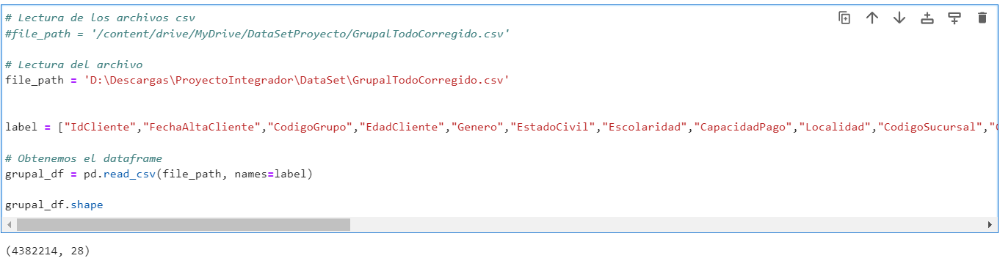 # Lectura de los archivos csv
#file_path = '/content/drive/MyDrive/DataSetProyecto/GrupalTodoCorregido.csv'
# Lectura del archivo
file_path = 'D:\Descargas\ProyectoIntegrador\DataSet\GrupalTodoCorregido.csv'
label = ["IdCliente","FechaAltaCliente","CodigoGrupo","EdadCliente","Genero","EstadoCivil","Escolaridad","CapacidadPago","Localidad","CodigoSucursal","
# Obtenemos el dataframe
grupal_df = pd.read_csv(file_path, names=label)
grupal_df.shape
(4382214, 28)